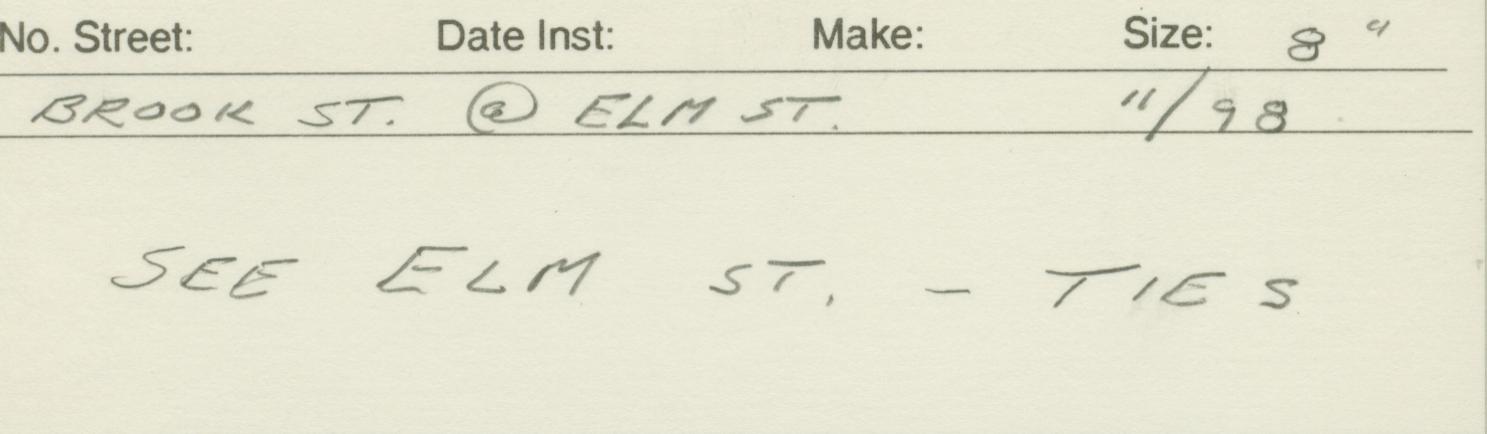 No. Street: Date Inst: Make: Size: 8"
BROOK ST. @ ELM ST. 11/98
SEE ELM ST. - TIES